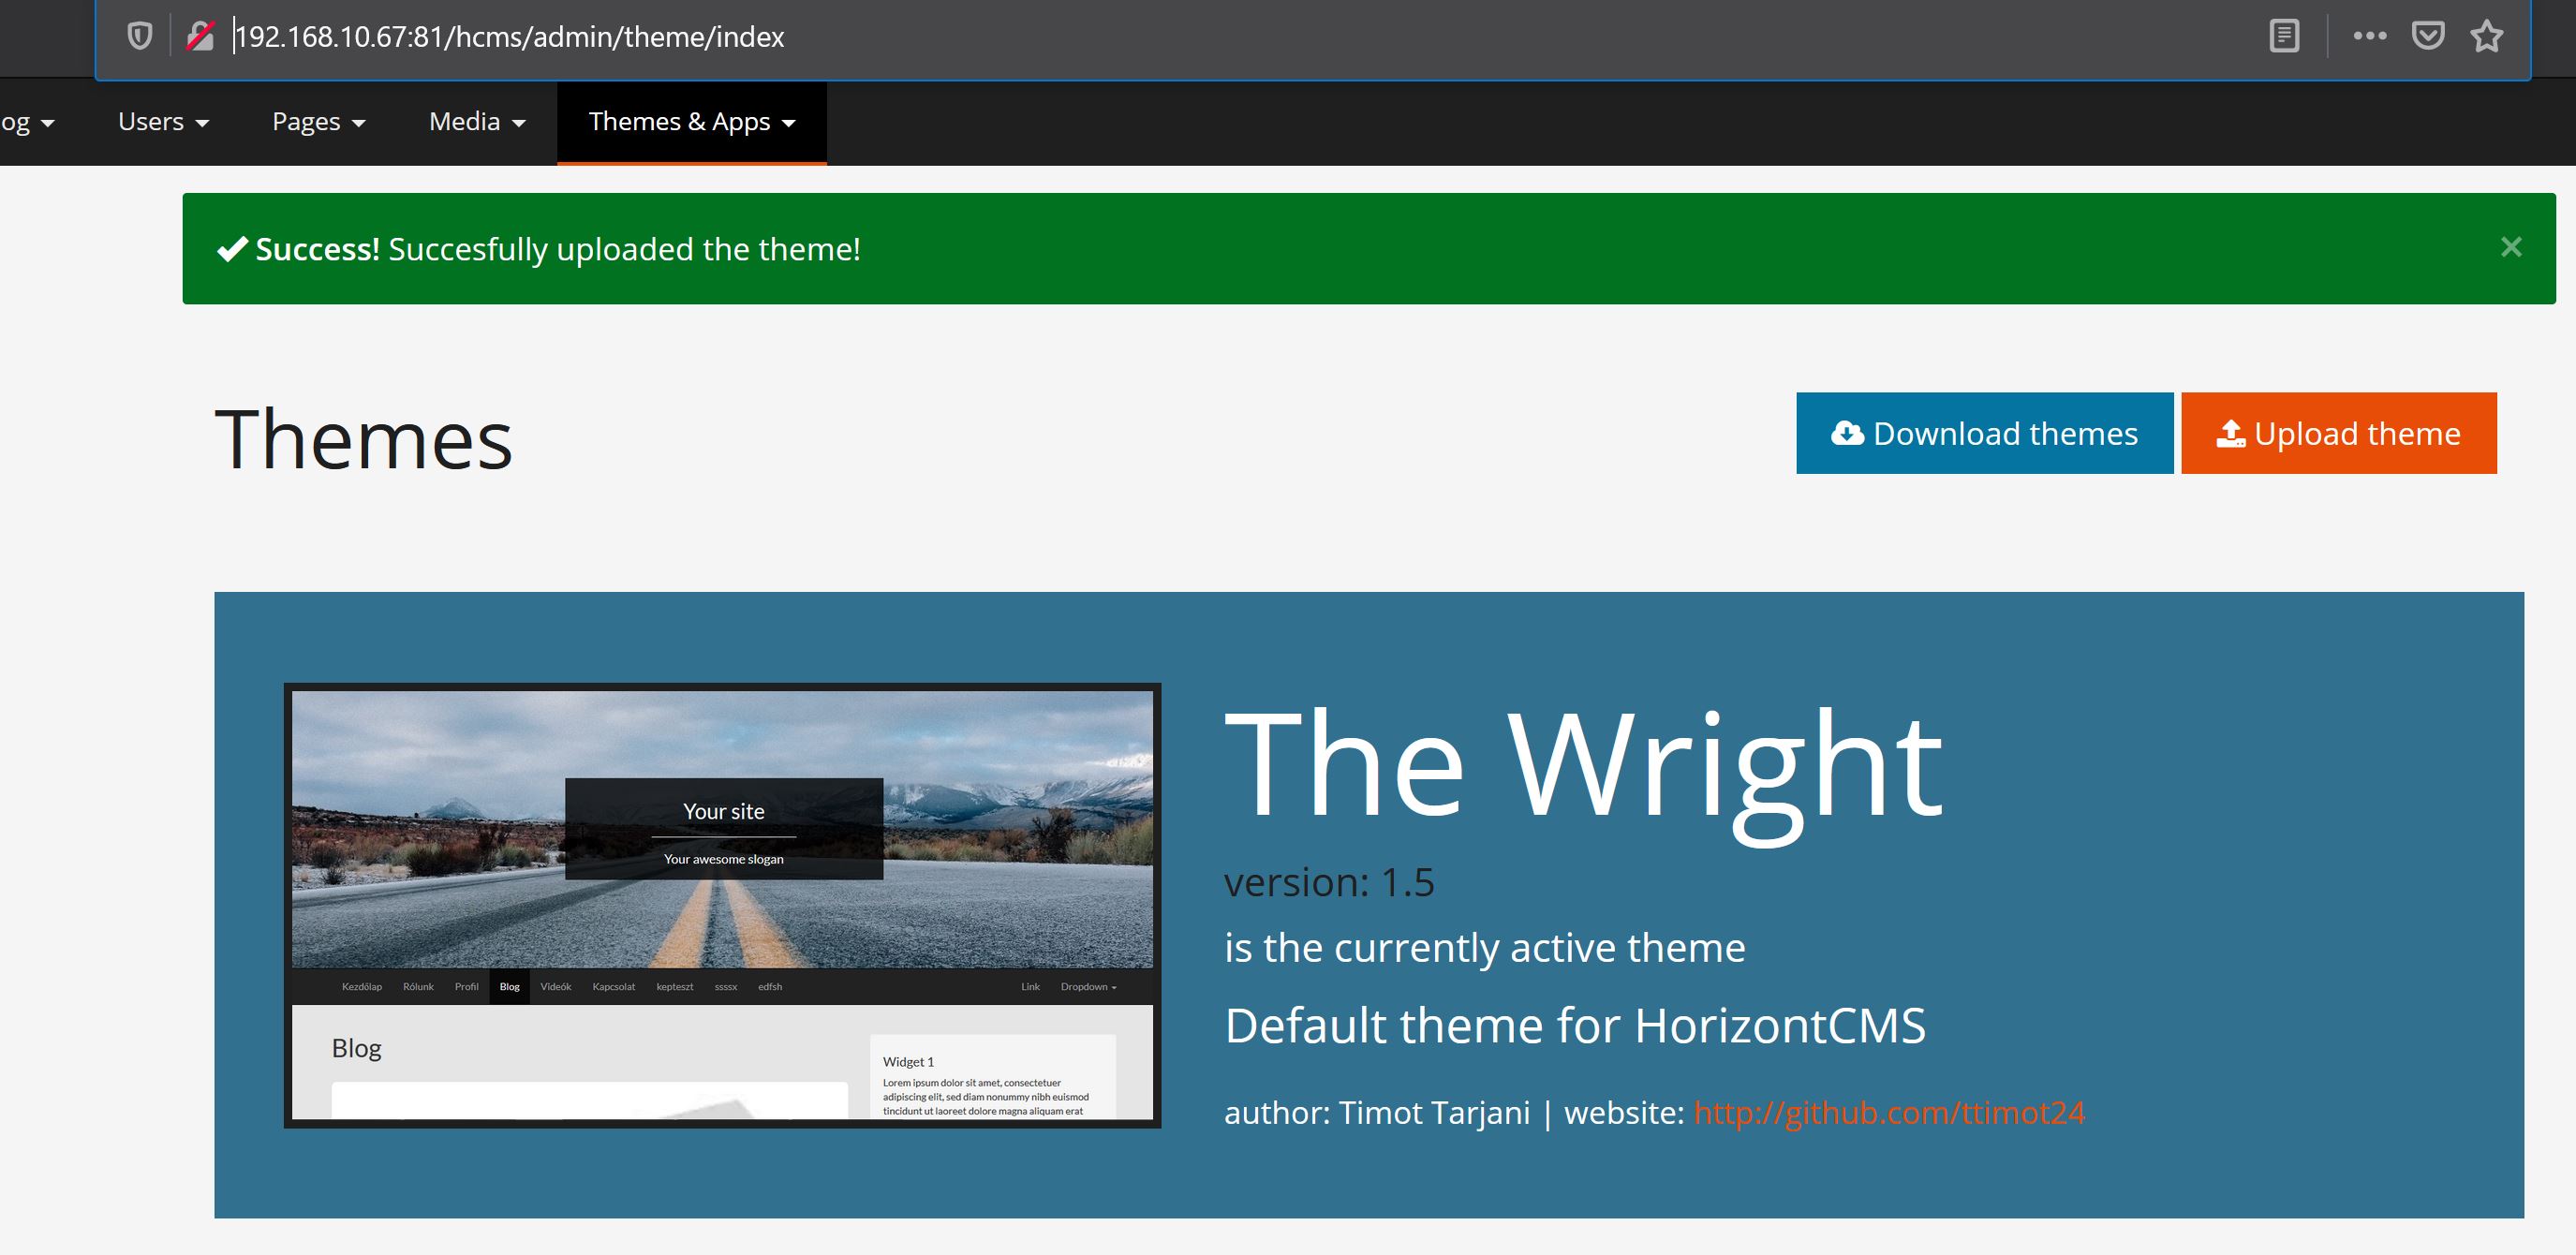 192.168.10.67:81/hcms/admin/theme/index
og Users Pages Media Themes & Apps
Success! Succesfully uploaded the theme!
Themes
Download themes Upload theme
Your site
Your awesome slogan
Kezdőlap Rólunk Profil Blog Videók Kapcsolat kepteszt ssssx edfsh Link Dropdown
Blog
Widget 1
Lorem ipsum dolor sit amet, consectetuer
adipiscing elit, sed diam nonummy nibh euismod
tincidunt ut laoreet dolore magna aliquam erat
The Wright
version: 1.5
is the currently active theme
Default theme for HorizontCMS
author: Timot Tarjani | website: http://github.com/ttimot24